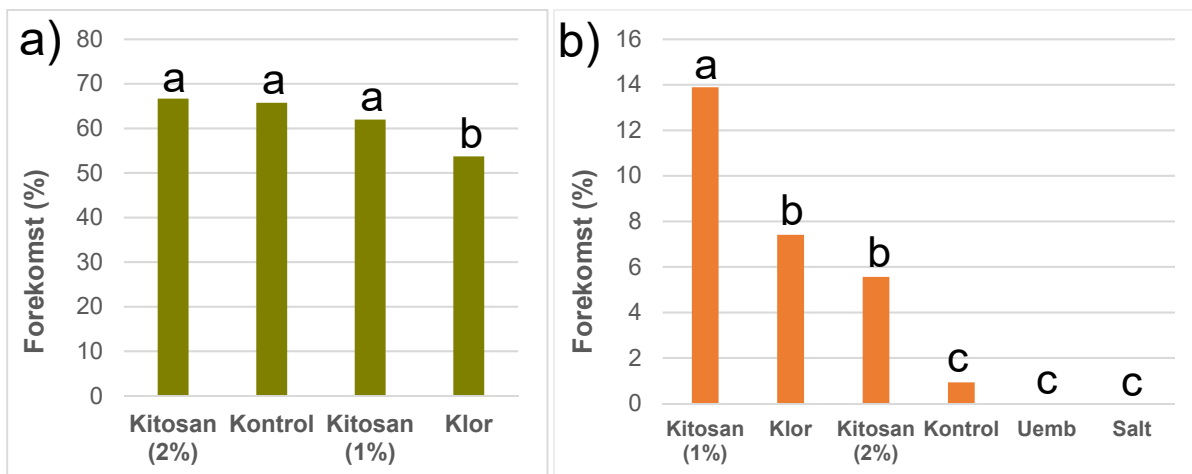 a)
Forekomst (%)
80
70
60
50
40
30
20
10
0
a
a
a
b
Kitosan Kontrol Kitosan Klor
(2%) (1%)
b)
Forekomst (%)
16
14
12
10
8
6
4
2
0
a
b
b
c
c
c
Kitosan Klor Kitosan Kontrol Uemb Salt
(1%) (2%)